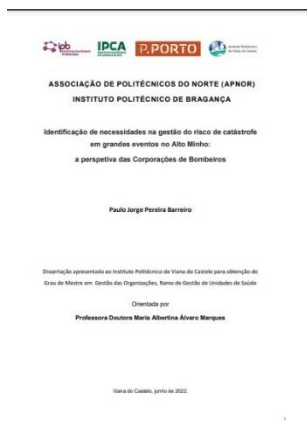 ipb
IPCA
P.PORTO
ASSOCIAÇÃO DE POLITÉCNICOS DO NORTE (APNOR)
INSTITUTO POLITÉCNICO DE BRAGANÇA
Identificação de necessidades na gestão do risco de catástrofe
em grandes eventos no Alto Minho:
a perspetiva das Corporações de Bombeiros
Paulo Jorge Pereira Barreiro
Dissertação apresentada ao Instituto Politécnico de Viana do Castelo para obtenção do
Grau de Mestre em Gestão das Organizações, Ramo de Gestão de Unidades de Saúde
Orientada por
Professora Doutora Maria Albertina Álvaro Marques
Viana do Castelo, junho de 2022.